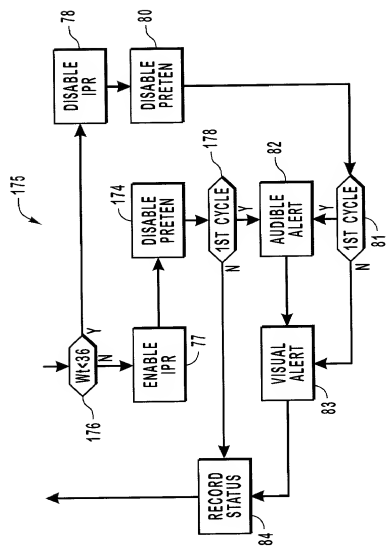 175
Wt<36
176
Y
N
DISABLE
IPR
78
DISABLE
PRETEN
80
ENABLE
IPR
77
DISABLE
PRETEN
174
1ST CYCLE
178
Y
N
AUDIBLE
ALERT
82
1ST CYCLE
81
Y
N
VISUAL ALERT
83
RECORD
STATUS
84